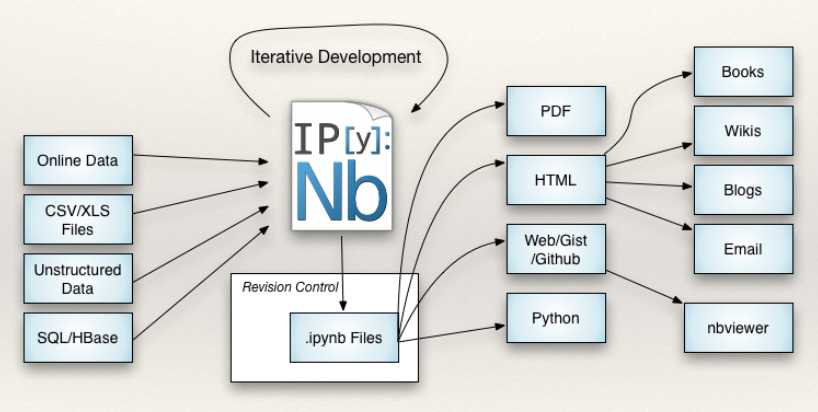 Iterative Development
IP[y]:
Nb
Online Data
CSV/XLS
Files
Unstructured
Data
SQL/HBase
Revision Control
.ipynb Files
PDF
HTML
Web/Gist
/Github
Python
Books
Wikis
Blogs
Email
nbviewer